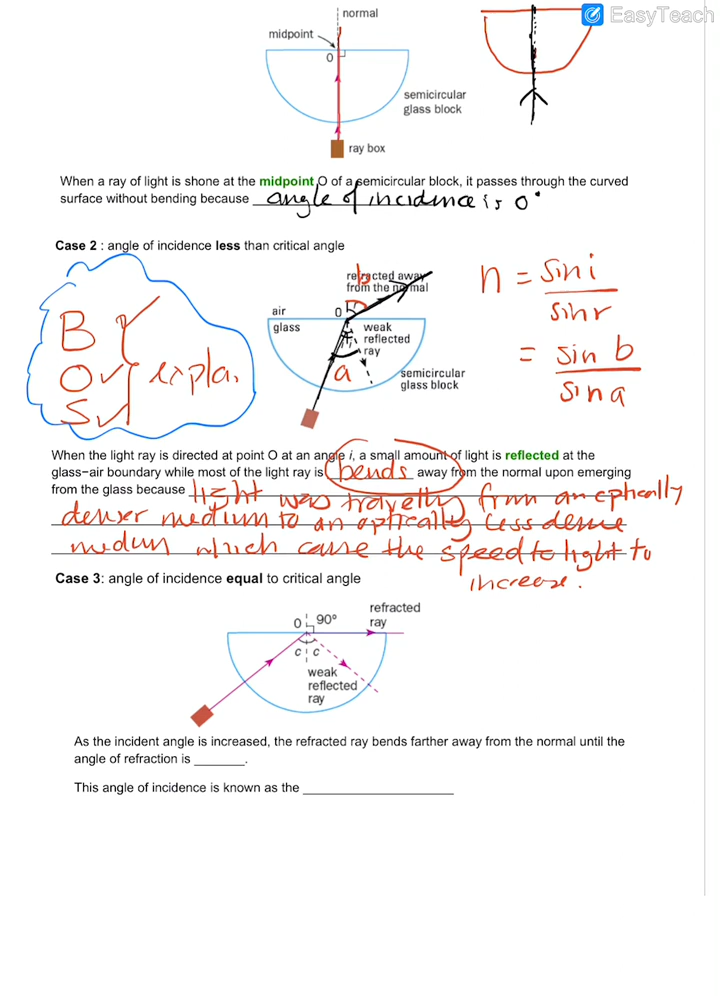 EasyTeach
normal
midpoint
O
semicircular
glass block
ray box
When a ray of light is shone at the midpoint O of a semicircular block, it passes through the curved
surface without bending because angle of incidence is 0°
Case 2 : angle of incidence less than critical angle
refracted away
from the normal
b
n = sin i
sin r
= sin b
sin a
air
glass
O
weak
reflected
ray
a
semicircular
glass block
B
O
S
expla.
When the light ray is directed at point O at an angle i, a small amount of light is reflected at the
glass-air boundary while most of the light ray is bends away from the normal upon emerging
from the glass because light was travelling from an optically
denser medium to an optically less dense
medium which cause the speed to light to
increase.
Case 3: angle of incidence equal to critical angle
refracted
ray
O 90°
c c
weak
reflected
ray
As the incident angle is increased, the refracted ray bends farther away from the normal until the
angle of refraction is ______.
This angle of incidence is known as the ______